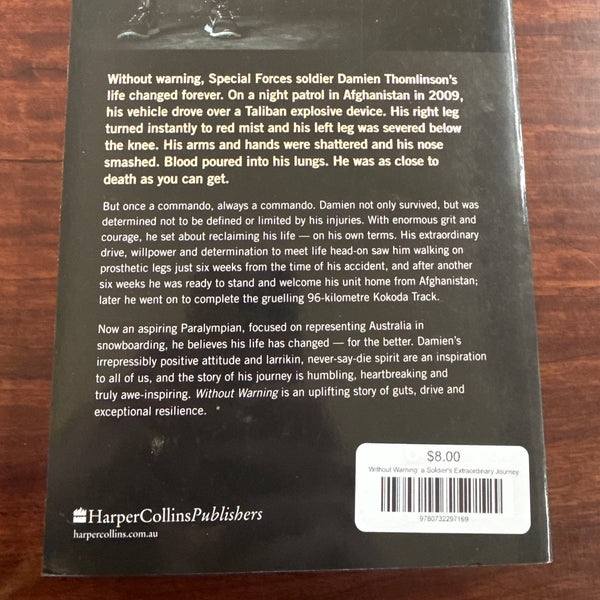 Without warning, Special Forces soldier Damien Thomlinson's
life changed forever. On a night patrol in Afghanistan in 2009,
his vehicle drove over a Taliban explosive device. His right leg
turned instantly to red mist and his left leg was severed below
the knee. His arms and hands were shattered and his nose
smashed. Blood poured into his lungs. He was as close to
death as you can get.
But once a commando, always a commando. Damien not only survived, but was
determined not to be defined or limited by his injuries. With enormous grit and
courage, he set about reclaiming his life — on his own terms. His extraordinary
drive, willpower and determination to meet life head-on saw him walking on
prosthetic legs just six weeks from the time of his accident, and after another
six weeks he was ready to stand and welcome his unit home from Afghanistan;
later he went on to complete the gruelling 96-kilometre Kokoda Track.
Now an aspiring Paralympian, focused on representing Australia in
snowboarding, he believes his life has changed — for the better. Damien's
irrepressibly positive attitude and larrikin, never-say-die spirit are an inspiration
to all of us, and the story of his journey is humbling, heartbreaking and
truly awe-inspiring. Without Warning is an uplifting story of guts, drive and
exceptional resilience.
$8.00
Without Warning: a Soldier's Extraordinary Journey
9780732297169
HarperCollinsPublishers
harpercollins.com.au